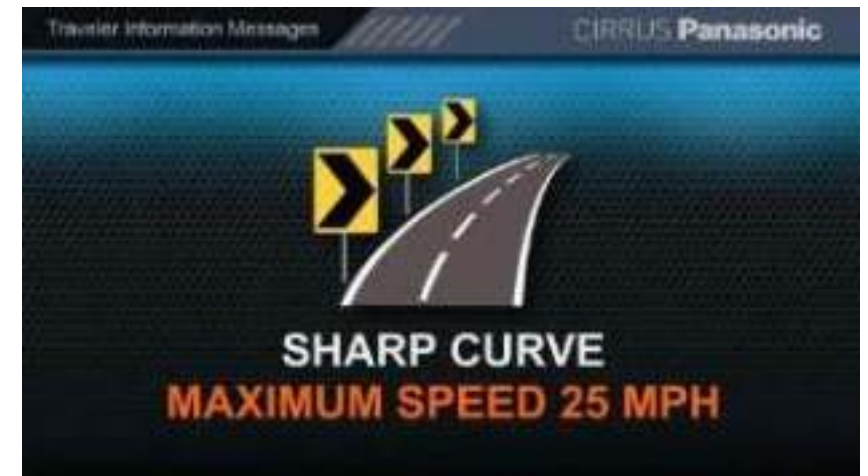 Traveler Information Messages
CIRRUS Panasonic
SHARP CURVE
MAXIMUM SPEED 25 MPH